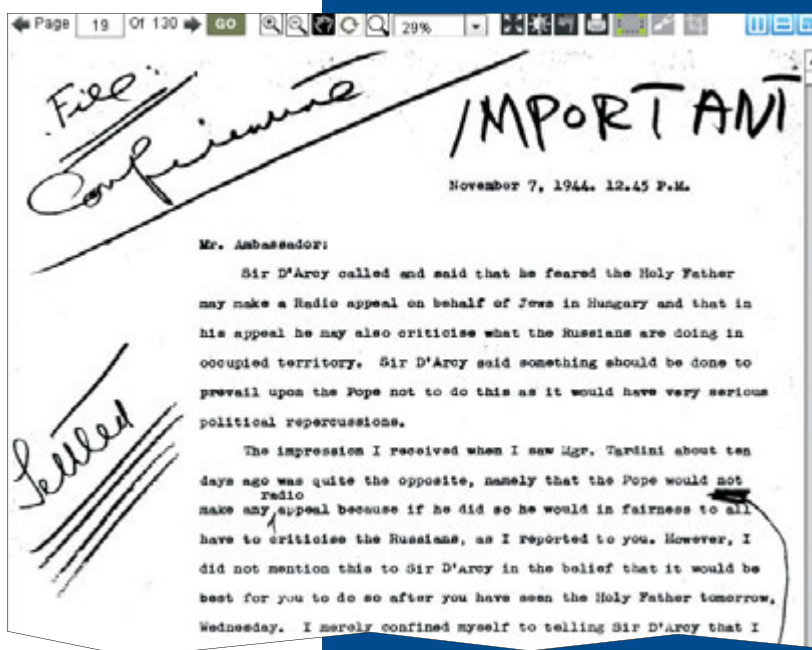 Page 19 Of 130 GO 29%
File:
IMPORTANT
November 7, 1944. 12.45 P.M.
Mr. Ambassador:
Sir D'Arcy called and said that he feared the Holy Father
may make a Radio appeal on behalf of Jews in Hungary and that in
his appeal he may also criticise what the Russians are doing in
occupied territory. Sir D'Arcy said something should be done to
prevail upon the Pope not to do this as it would have very serious
political repercussions.
Settled
The impression I received when I saw Mgr. Tardini about ten
days ago was quite the opposite, namely that the Pope would not
radio
make any appeal because if he did so he would in fairness to all
have to criticise the Russians, as I reported to you. However, I
did not mention this to Sir D'Arcy in the belief that it would be
best for you to do so after you have seen the Holy Father tomorrow,
Wednesday. I merely confined myself to telling Sir D'Arcy that I